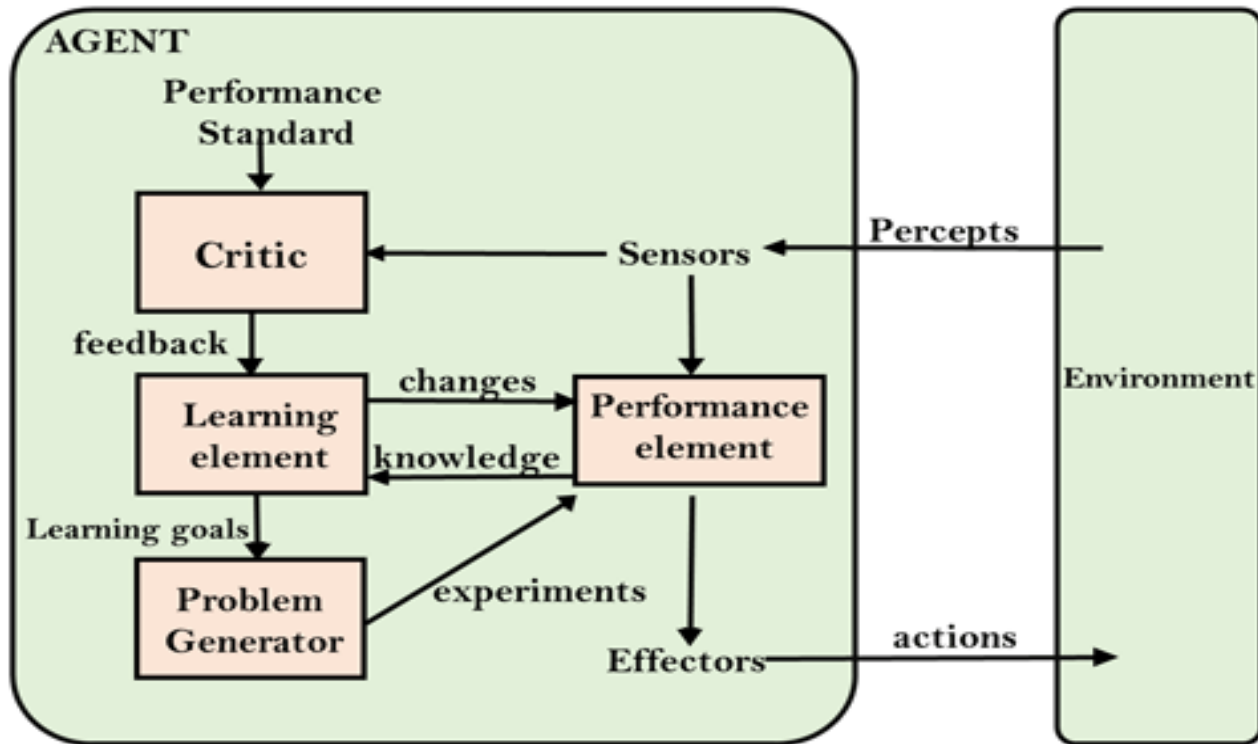 AGENT
Performance
Standard
Critic
Sensors
Percepts
feedback
Learning
element
changes
knowledge
Performance
element
Environment
Learning goals
Problem
Generator
experiments
Effectors
actions